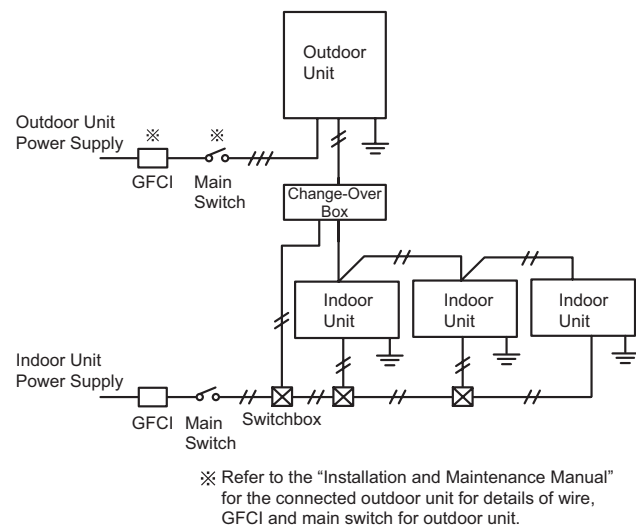 Outdoor
Unit
Outdoor Unit
Power Supply
※
※
GFCI
Main
Switch
Change-Over
Box
Indoor
Unit
Indoor
Unit
Indoor
Unit
Indoor Unit
Power Supply
GFCI
Main
Switch
Switchbox
※ Refer to the “Installation and Maintenance Manual”
for the connected outdoor unit for details of wire,
GFCI and main switch for outdoor unit.